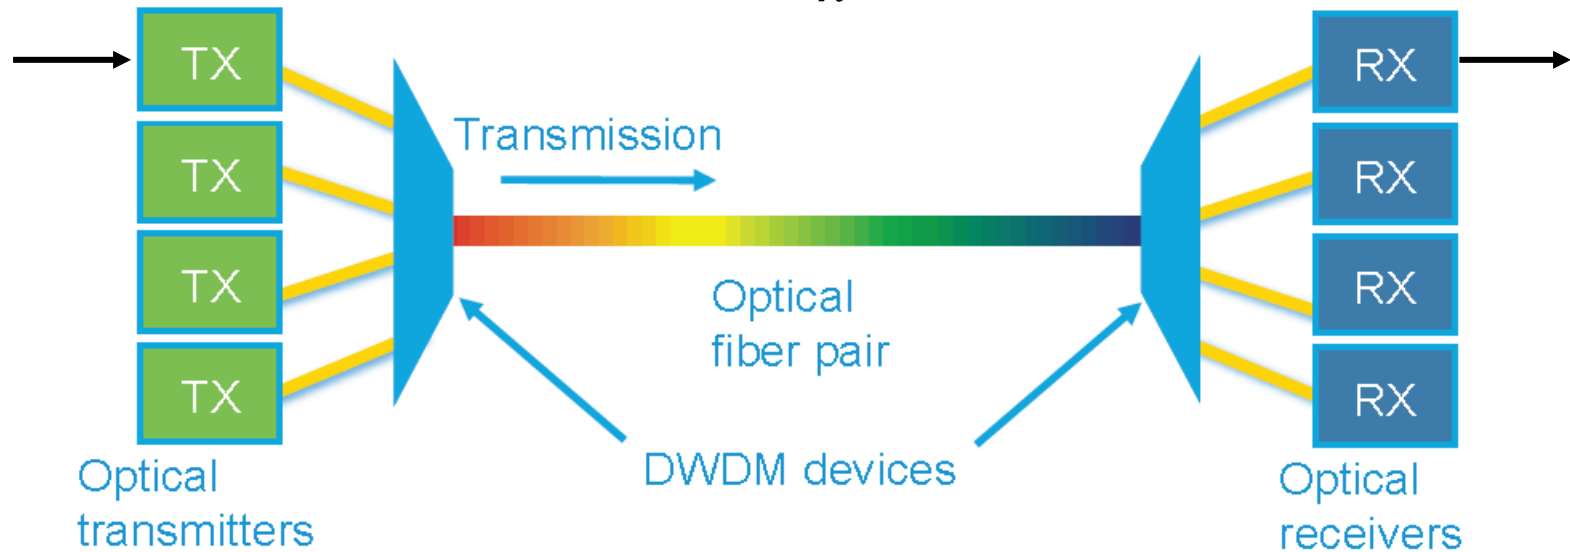 TX
TX
TX
TX
Optical
transmitters
Transmission
Optical
fiber pair
DWDM devices
RX
RX
RX
RX
Optical
receivers